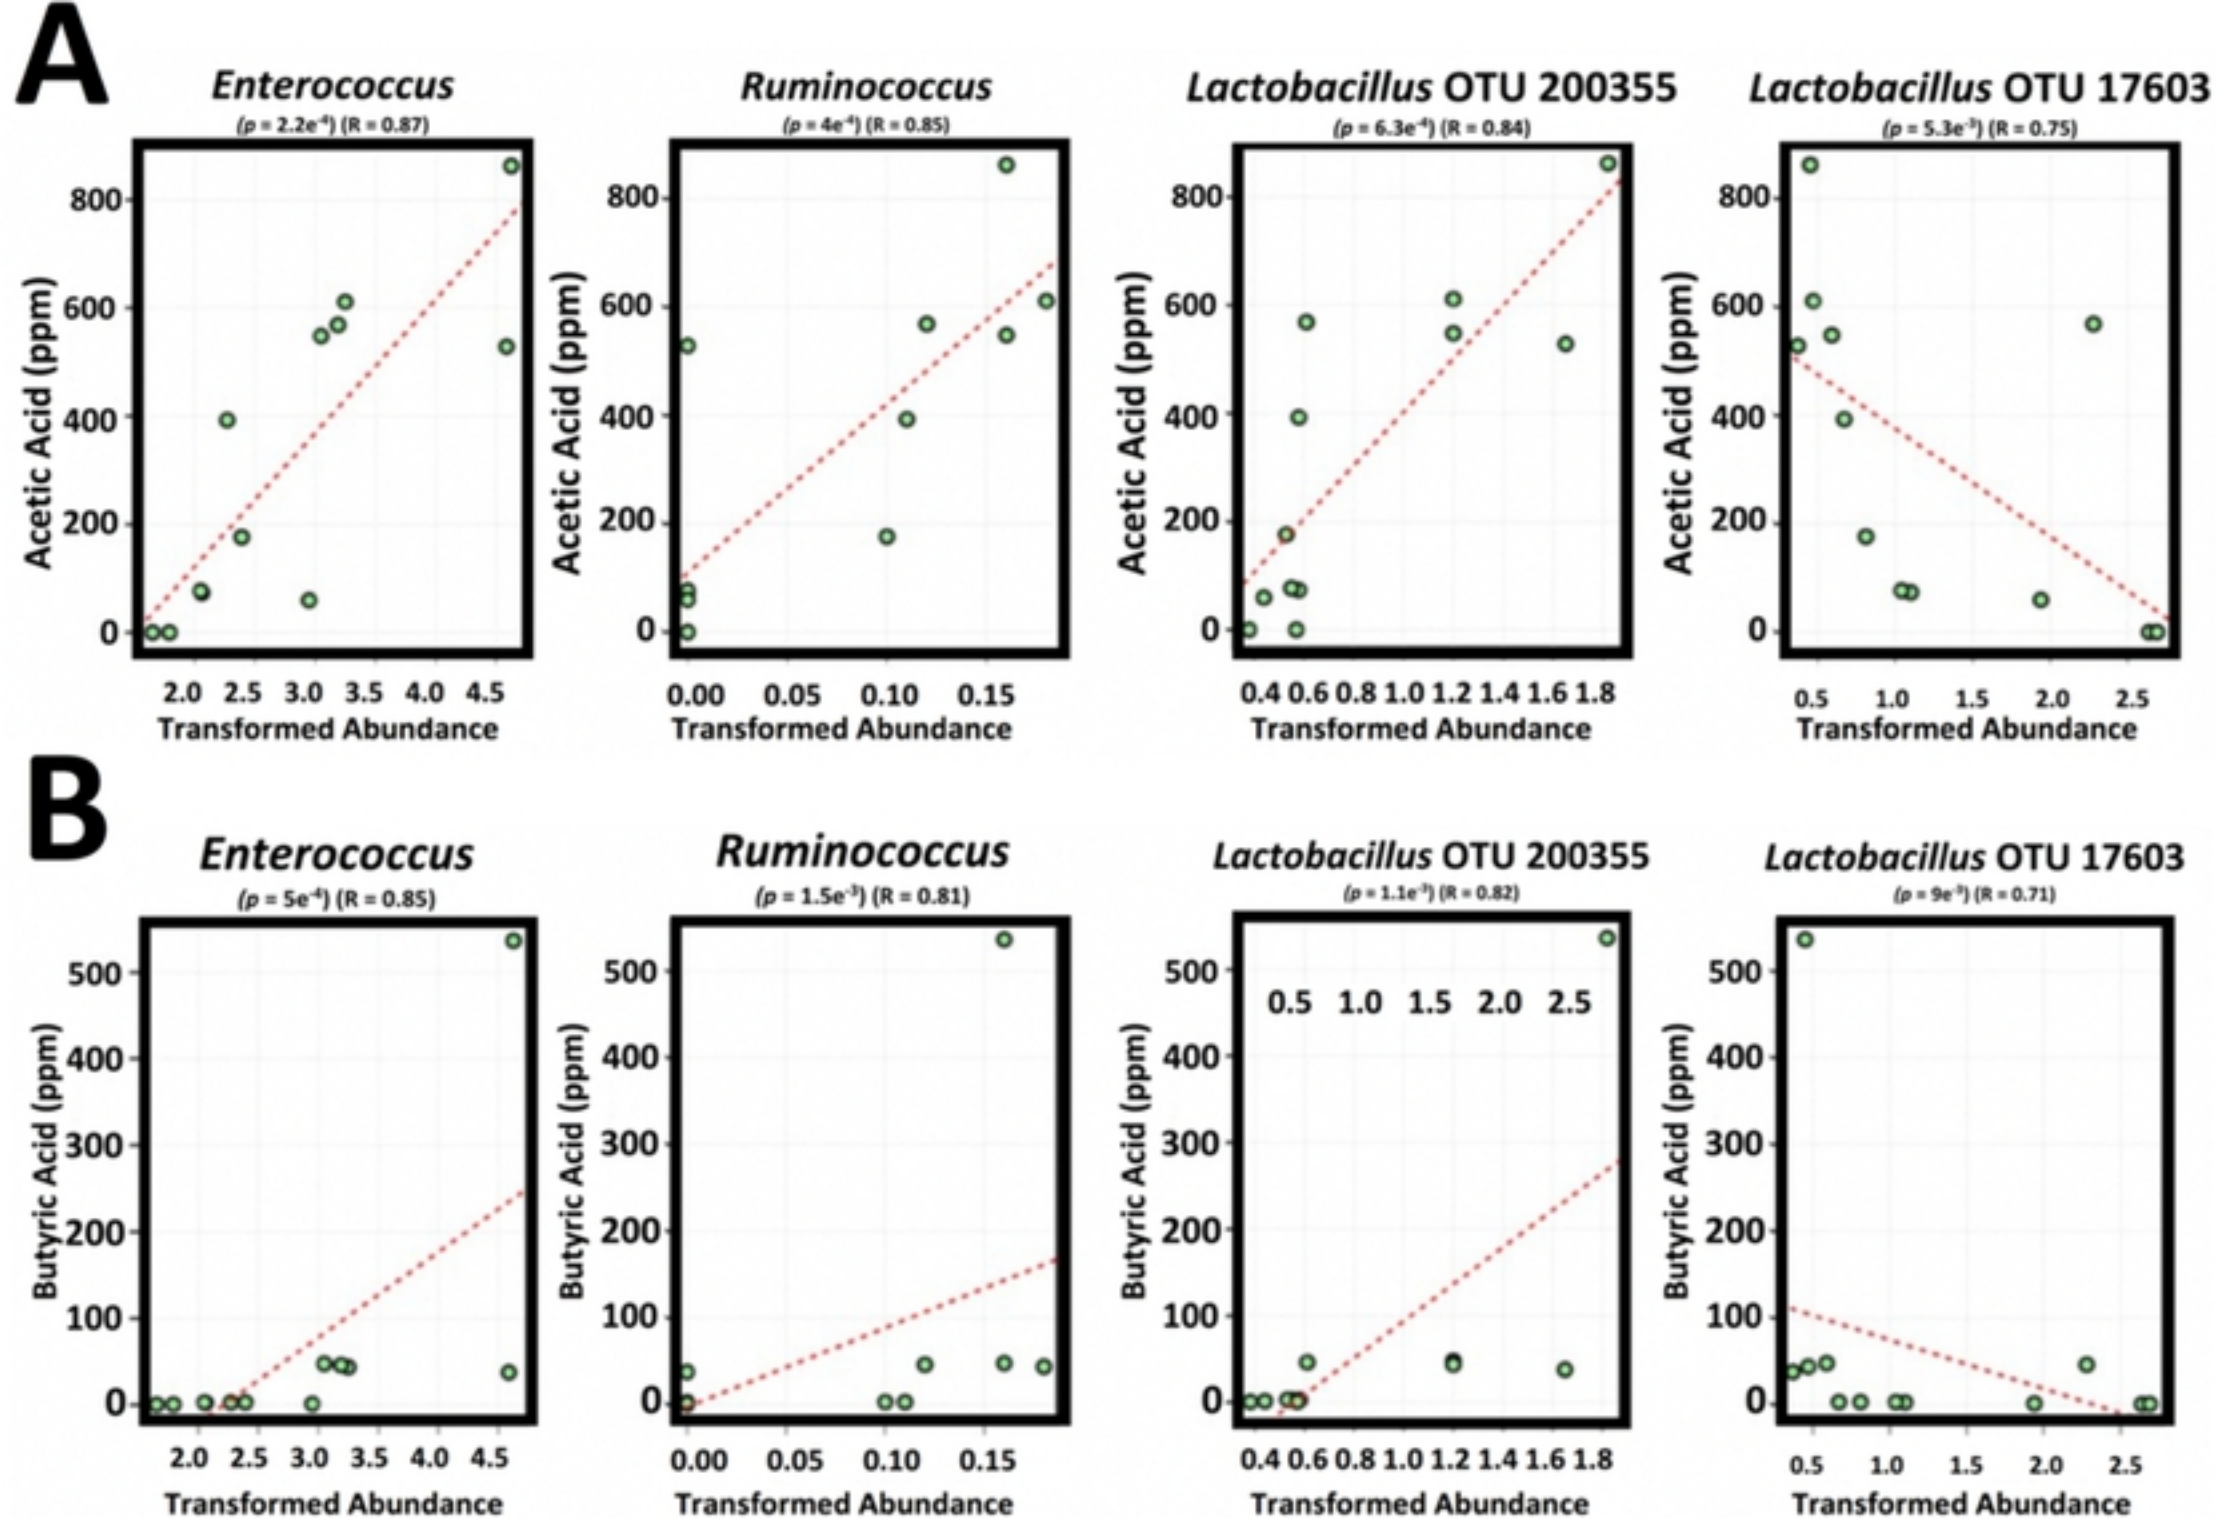 A
Enterococcus
(p = 2.2e-4) (R = 0.87)
Acetic Acid (ppm)
800
600
400
200
0
2.0 2.5 3.0 3.5 4.0 4.5
Transformed Abundance
Ruminococcus
(p = 4e-4) (R = 0.85)
Acetic Acid (ppm)
800
600
400
200
0
0.00 0.05 0.10 0.15
Transformed Abundance
Lactobacillus OTU 200355
(p = 6.3e-4) (R = 0.84)
Acetic Acid (ppm)
800
600
400
200
0
0.4 0.6 0.8 1.0 1.2 1.4 1.6 1.8
Transformed Abundance
Lactobacillus OTU 17603
(p = 5.3e-3) (R = 0.75)
Acetic Acid (ppm)
800
600
400
200
0
0.5 1.0 1.5 2.0 2.5
Transformed Abundance
B
Enterococcus
(p = 5e-4) (R = 0.85)
Butyric Acid (ppm)
500
400
300
200
100
0
2.0 2.5 3.0 3.5 4.0 4.5
Transformed Abundance
Ruminococcus
(p = 1.5e-3) (R = 0.81)
Butyric Acid (ppm)
500
400
300
200
100
0
0.00 0.05 0.10 0.15
Transformed Abundance
Lactobacillus OTU 200355
(p = 1.1e-3) (R = 0.82)
Butyric Acid (ppm)
500
0.5 1.0 1.5 2.0 2.5
400
300
200
100
0
0.4 0.6 0.8 1.0 1.2 1.4 1.6 1.8
Transformed Abundance
Lactobacillus OTU 17603
(p = 9e-3) (R = 0.71)
Butyric Acid (ppm)
500
400
300
200
100
0
0.5 1.0 1.5 2.0 2.5
Transformed Abundance